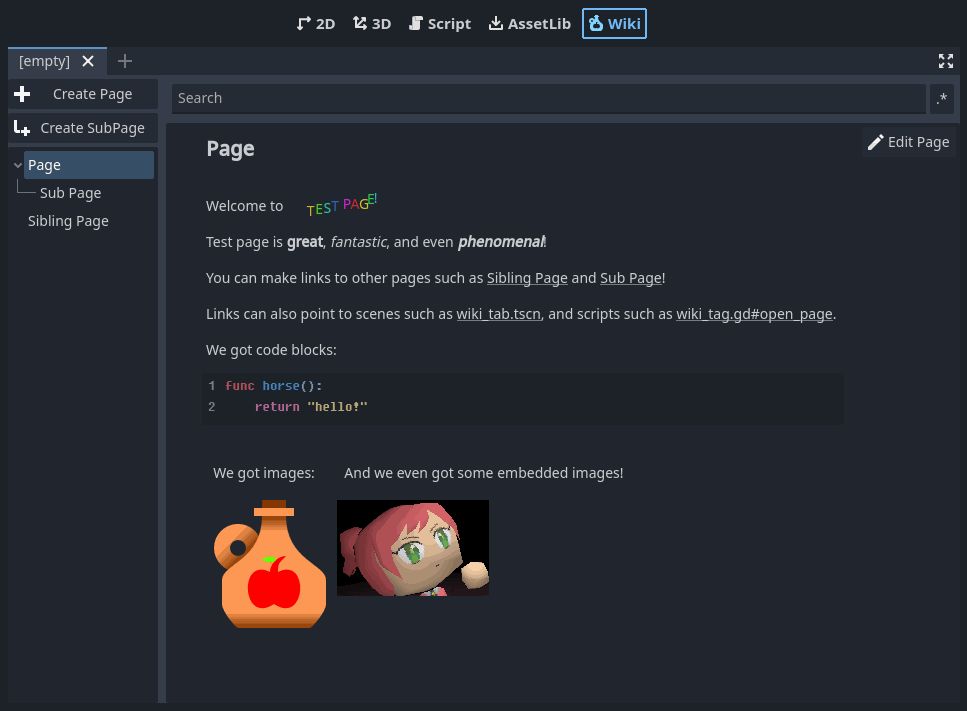 2D 3D Script AssetLib Wiki
[empty]
Create Page
Search .*
Create SubPage
Page
Sub Page
Sibling Page
Page
Edit Page
Welcome to TEST PAGE!
Test page is great, fantastic, and even phenomenal!
You can make links to other pages such as Sibling Page and Sub Page!
Links can also point to scenes such as wiki_tab.tscn, and scripts such as wiki_tag.gd#open_page.
We got code blocks:
1 func horse():
2 return "hello!"
We got images: And we even got some embedded images!